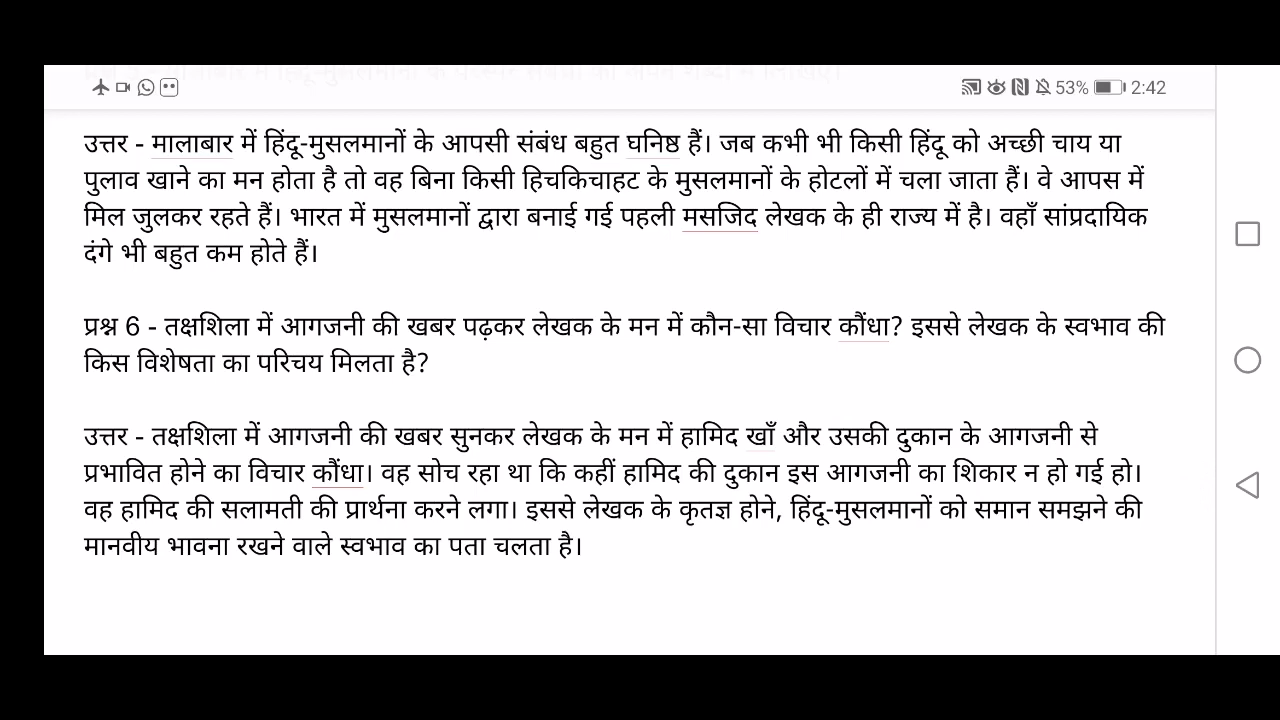 53% 2:42
उत्तर - मालाबार में हिंदू-मुसलमानों के आपसी संबंध बहुत घनिष्ठ हैं। जब कभी भी किसी हिंदू को अच्छी चाय या
पुलाव खाने का मन होता है तो वह बिना किसी हिचकिचाहट के मुसलमानों के होटलों में चला जाता हैं। वे आपस में
मिल जुलकर रहते हैं। भारत में मुसलमानों द्वारा बनाई गई पहली मसजिद लेखक के ही राज्य में है। वहाँ सांप्रदायिक
दंगे भी बहुत कम होते हैं।
प्रश्न 6 - तक्षशिला में आगजनी की खबर पढ़कर लेखक के मन में कौन-सा विचार कौंधा? इससे लेखक के स्वभाव की
किस विशेषता का परिचय मिलता है?
उत्तर - तक्षशिला में आगजनी की खबर सुनकर लेखक के मन में हामिद खाँ और उसकी दुकान के आगजनी से
प्रभावित होने का विचार कौंधा। वह सोच रहा था कि कहीं हामिद की दुकान इस आगजनी का शिकार न हो गई हो।
वह हामिद की सलामती की प्रार्थना करने लगा। इससे लेखक के कृतज्ञ होने, हिंदू-मुसलमानों को समान समझने की
मानवीय भावना रखने वाले स्वभाव का पता चलता है।